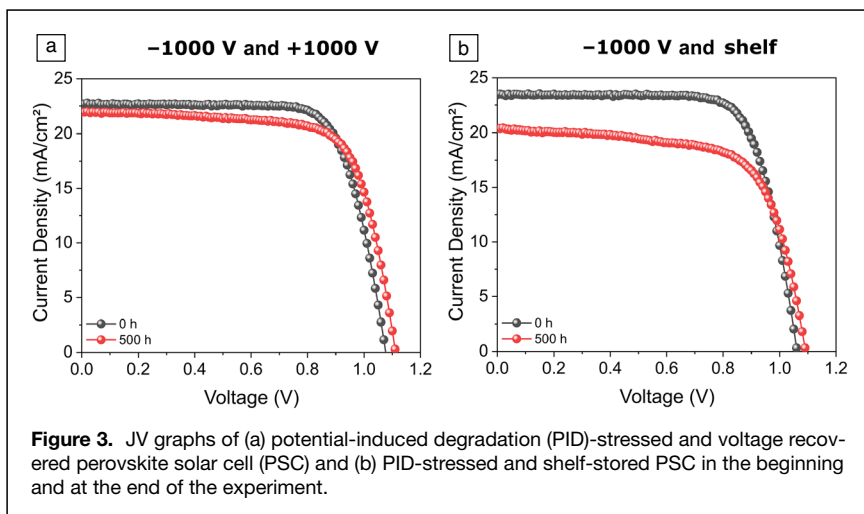 a
−1000 V and +1000 V
25
20
15
10
5
0
Current Density (mA/cm²)
0 h
500 h
0.0 0.2 0.4 0.6 0.8 1.0 1.2
Voltage (V)
b
−1000 V and shelf
25
20
15
10
5
0
Current Density (mA/cm²)
0 h
500 h
0.0 0.2 0.4 0.6 0.8 1.0 1.2
Voltage (V)
Figure 3. JV graphs of (a) potential-induced degradation (PID)-stressed and voltage recov-
ered perovskite solar cell (PSC) and (b) PID-stressed and shelf-stored PSC in the beginning
and at the end of the experiment.